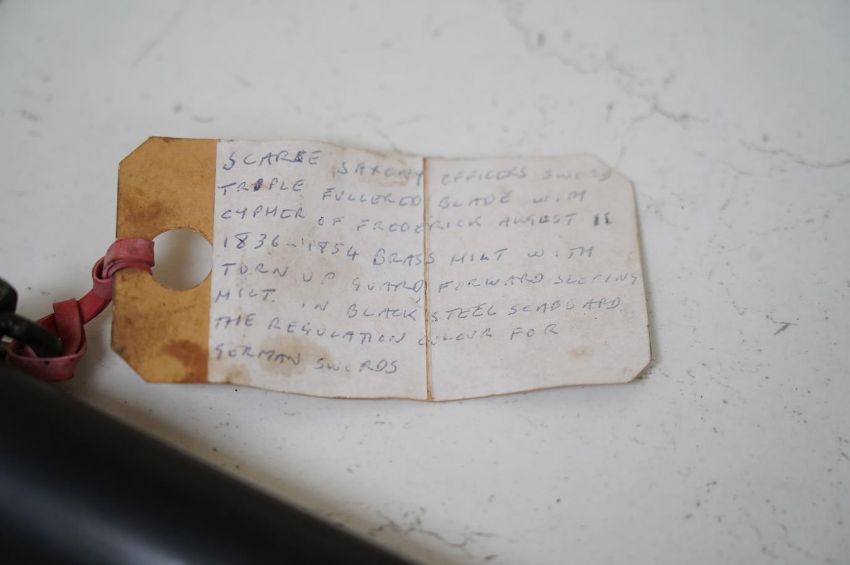 SCARCE SAXONY OFFICERS SWORD
TRIPLE FULLERED BLADE WITH
CYPHER OF FREDERICK AUGUST II
1836-1854 BRASS HILT WITH
TURN UP GUARD FORWARD SLOPING
HILT. IN BLACK STEEL SCABBARD
THE REGULATION COLOUR FOR
GERMAN SWORDS